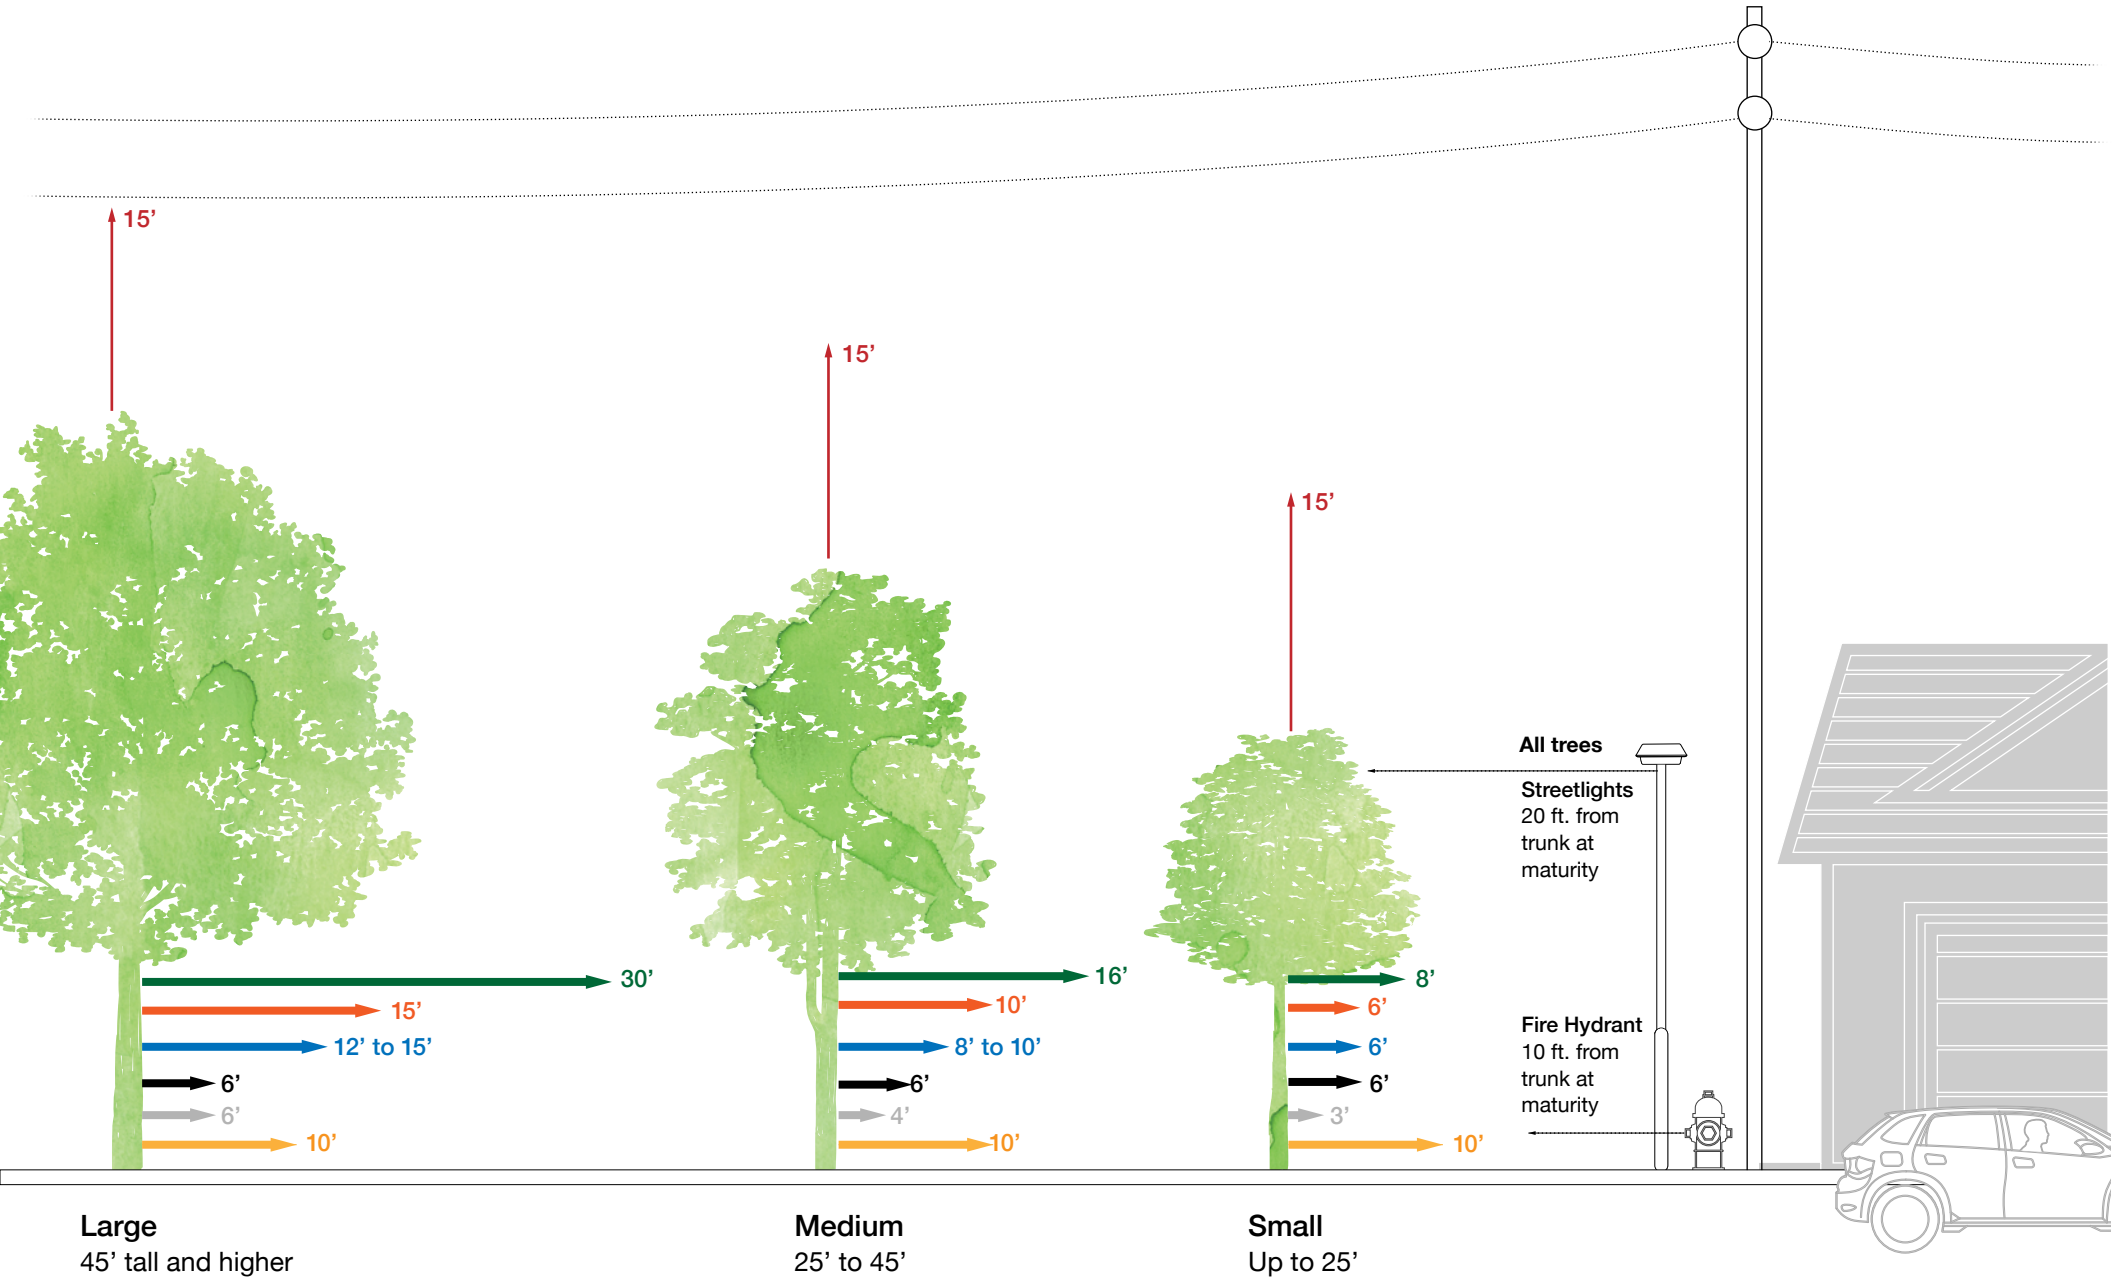 15’
15’
15’
All trees
Streetlights
20 ft. from
trunk at
maturity
30’
15’
12’ to 15’
6’
6’
10’
16’
10’
8’ to 10’
6’
4’
10’
8’
6’
6’
6’
3’
10’
Fire Hydrant
10 ft. from
trunk at
maturity
Large
45’ tall and higher
Medium
25’ to 45’
Small
Up to 25’